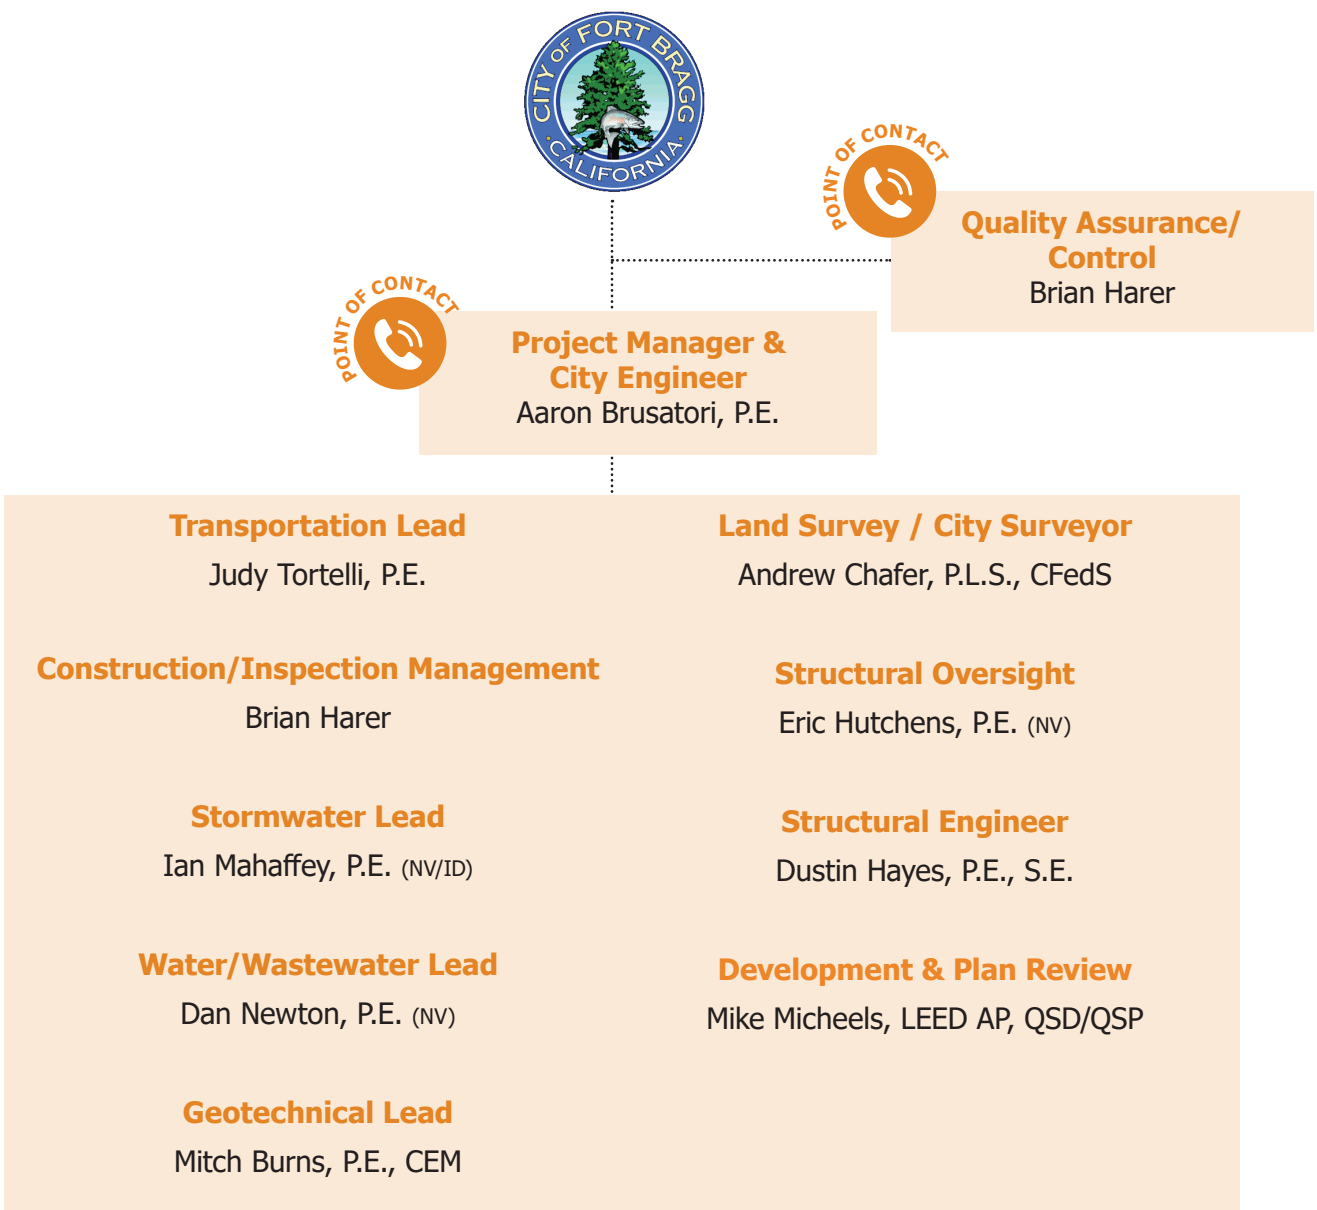 CITY OF FORT BRAGG
· CALIFORNIA ·
POINT OF CONTACT
Quality Assurance/
Control
Brian Harer
POINT OF CONTACT
Project Manager &
City Engineer
Aaron Brusatori, P.E.
Transportation Lead
Judy Tortelli, P.E.
Construction/Inspection Management
Brian Harer
Stormwater Lead
Ian Mahaffey, P.E. (NV/ID)
Water/Wastewater Lead
Dan Newton, P.E. (NV)
Geotechnical Lead
Mitch Burns, P.E., CEM
Land Survey / City Surveyor
Andrew Chafer, P.L.S., CFedS
Structural Oversight
Eric Hutchens, P.E. (NV)
Structural Engineer
Dustin Hayes, P.E., S.E.
Development & Plan Review
Mike Micheels, LEED AP, QSD/QSP